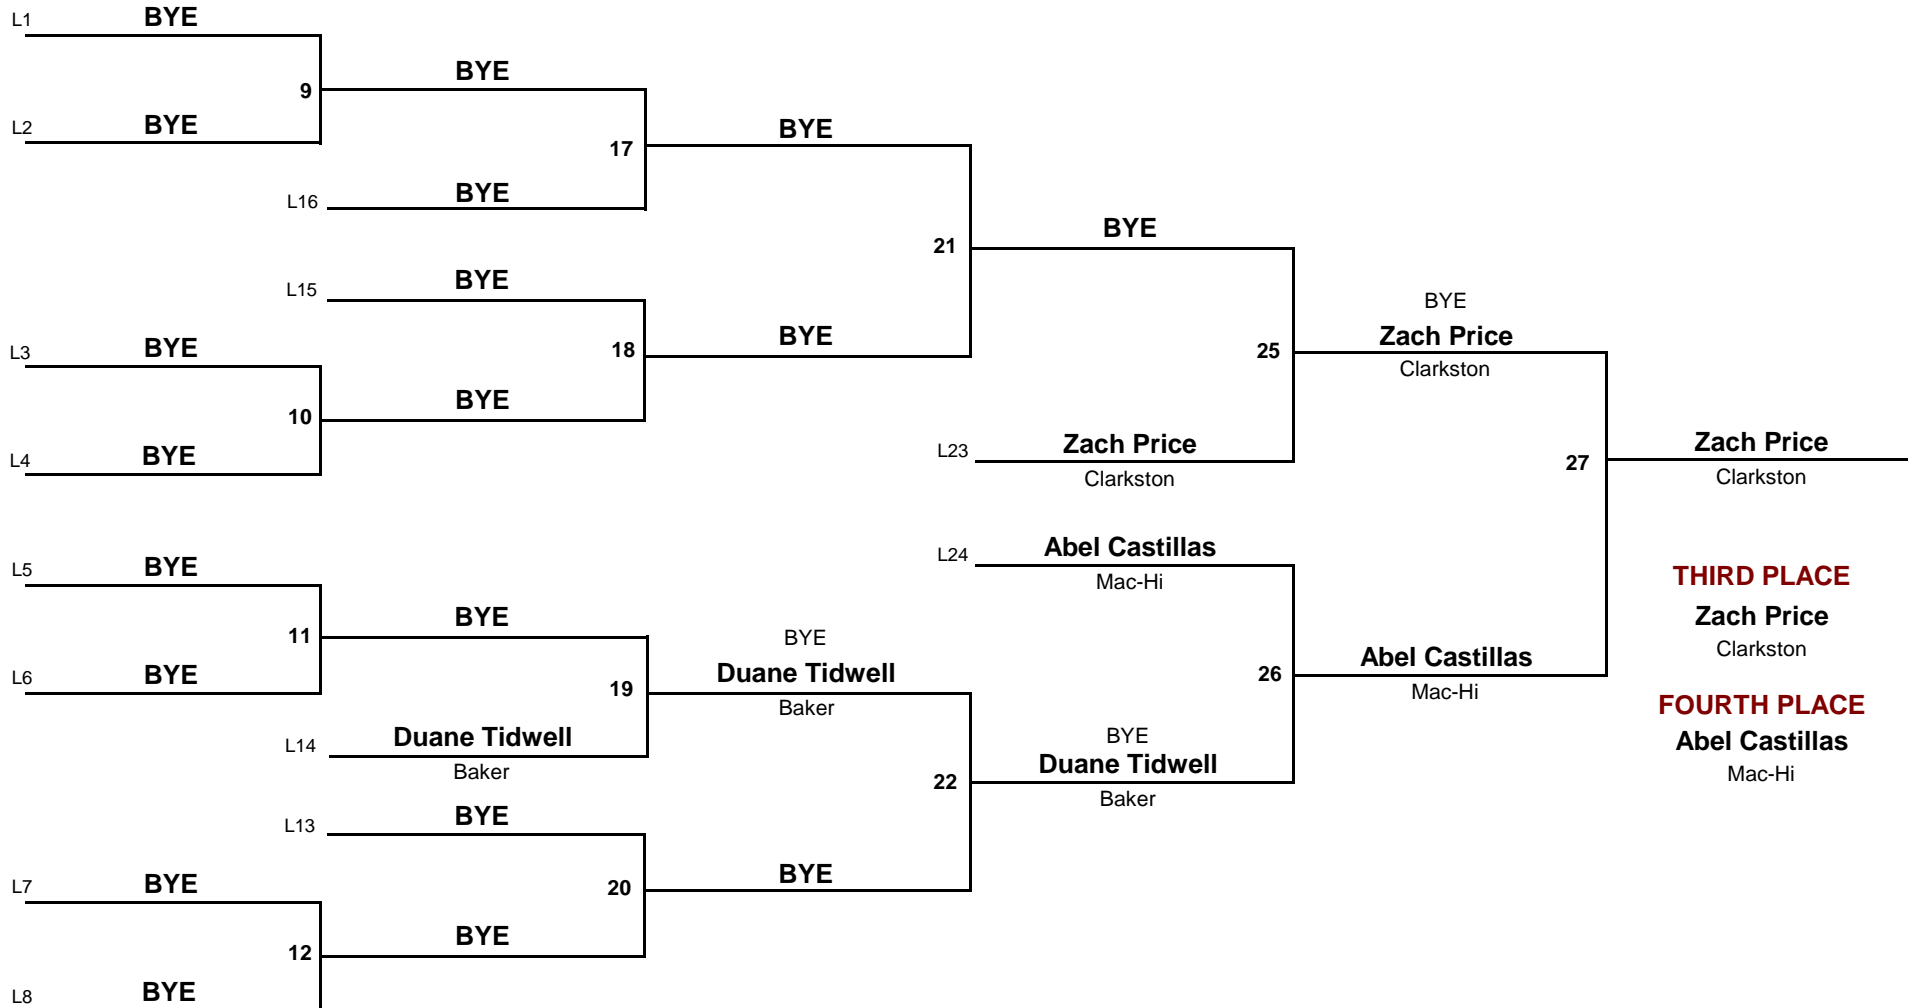 L1 BYE
BYE
9
L2 BYE
BYE
17
L16 BYE
BYE
21
L15 BYE
BYE
BYE
18
BYE
Zach Price
25
Clarkston
L3 BYE
BYE
10
L4 BYE
L23 Zach Price
Clarkston
Zach Price
27
Clarkston
L24 Abel Castillas
Mac-Hi
L5 BYE
BYE
11
L6 BYE
BYE
Duane Tidwell
19
Baker
L14 Duane Tidwell
Baker
Abel Castillas
26
Mac-Hi
BYE
Duane Tidwell
22
Baker
L13 BYE
BYE
20
L7 BYE
BYE
12
L8 BYE
THIRD PLACE
Zach Price
Clarkston
FOURTH PLACE
Abel Castillas
Mac-Hi